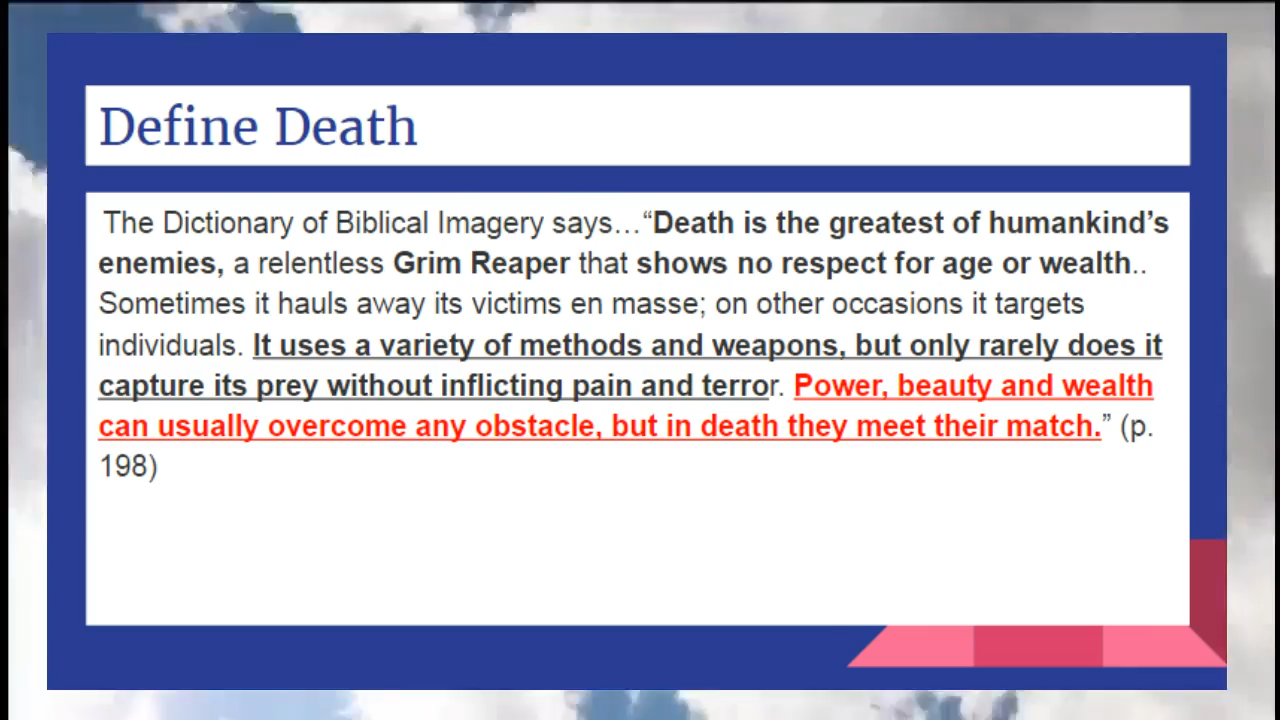 Define Death
The Dictionary of Biblical Imagery says…“Death is the greatest of humankind’s
enemies, a relentless Grim Reaper that shows no respect for age or wealth..
Sometimes it hauls away its victims en masse; on other occasions it targets
individuals. It uses a variety of methods and weapons, but only rarely does it
capture its prey without inflicting pain and terror. Power, beauty and wealth
can usually overcome any obstacle, but in death they meet their match.” (p.
198)